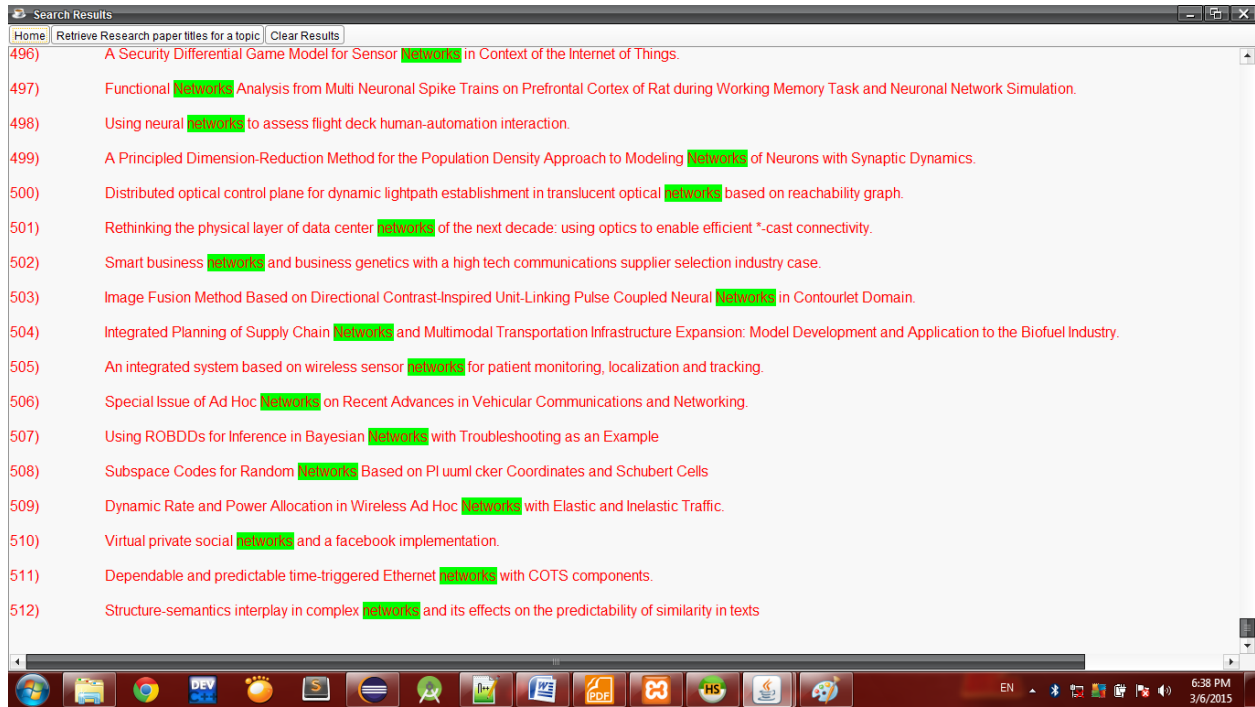 Search Results
Home Retrieve Research paper titles for a topic Clear Results
496) A Security Differential Game Model for Sensor Networks in Context of the Internet of Things.
497) Functional Networks Analysis from Multi Neuronal Spike Trains on Prefrontal Cortex of Rat during Working Memory Task and Neuronal Network Simulation.
498) Using neural networks to assess flight deck human-automation interaction.
499) A Principled Dimension-Reduction Method for the Population Density Approach to Modeling Networks of Neurons with Synaptic Dynamics.
500) Distributed optical control plane for dynamic lightpath establishment in translucent optical networks based on reachability graph.
501) Rethinking the physical layer of data center networks of the next decade: using optics to enable efficient *-cast connectivity.
502) Smart business networks and business genetics with a high tech communications supplier selection industry case.
503) Image Fusion Method Based on Directional Contrast-Inspired Unit-Linking Pulse Coupled Neural Networks in Contourlet Domain.
504) Integrated Planning of Supply Chain Networks and Multimodal Transportation Infrastructure Expansion: Model Development and Application to the Biofuel Industry.
505) An integrated system based on wireless sensor networks for patient monitoring, localization and tracking.
506) Special Issue of Ad Hoc Networks on Recent Advances in Vehicular Communications and Networking.
507) Using ROBDDs for Inference in Bayesian Networks with Troubleshooting as an Example
508) Subspace Codes for Random Networks Based on Pl uuml cker Coordinates and Schubert Cells
509) Dynamic Rate and Power Allocation in Wireless Ad Hoc Networks with Elastic and Inelastic Traffic.
510) Virtual private social networks and a facebook implementation.
511) Dependable and predictable time-triggered Ethernet networks with COTS components.
512) Structure-semantics interplay in complex networks and its effects on the predictability of similarity in texts
DEV C++ S W PDF HS EN 6:38 PM
3/6/2015